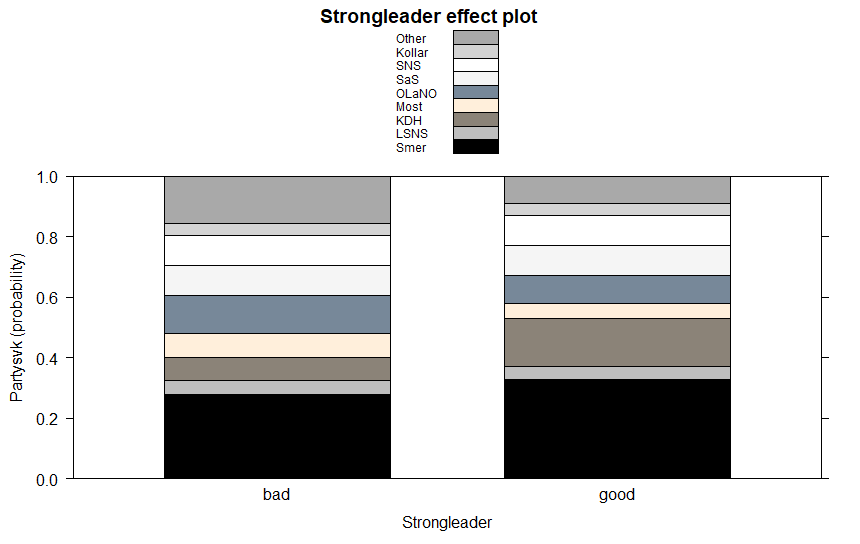 Strongleader effect plot
Other
Kollar
SNS
SaS
OLaNO
Most
KDH
LSNS
Smer
1.0
0.8
0.6
0.4
0.2
0.0
Partysvk (probability)
bad good
Strongleader